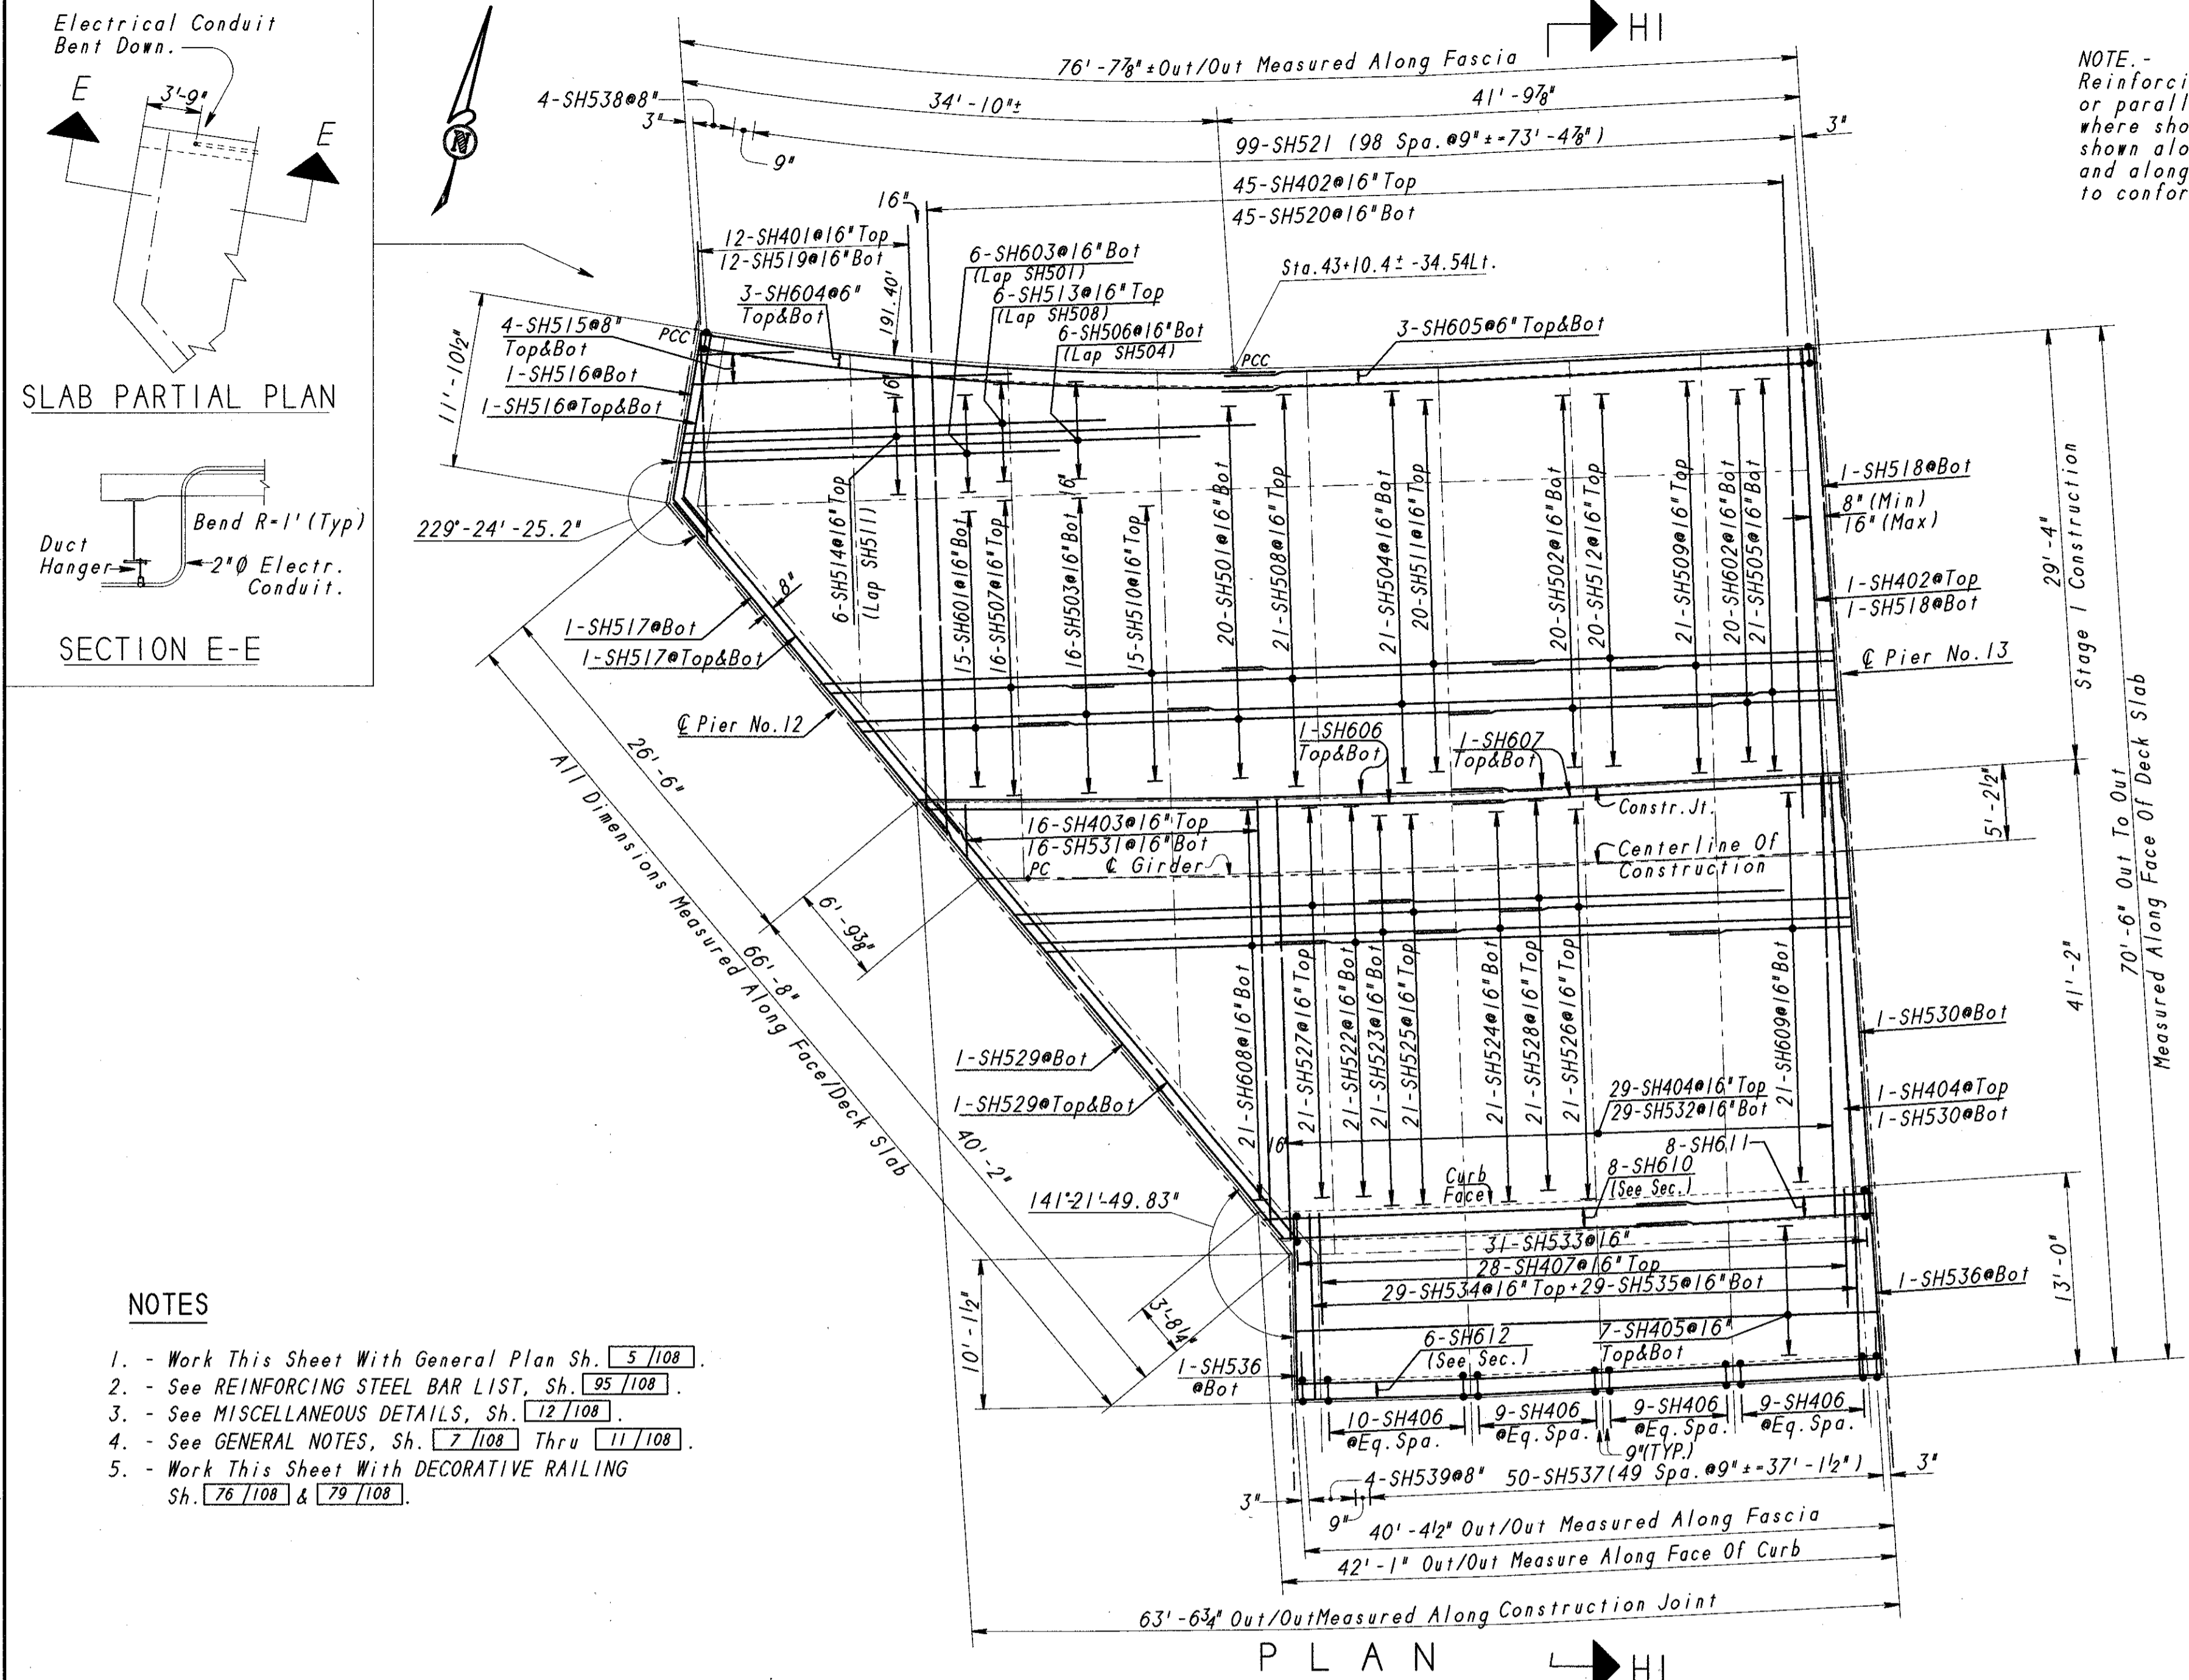 Electrical Conduit
Bent Down.
E
3'-9"
E
SLAB PARTIAL PLAN
Bend R=1' (Typ)
Duct
Hanger
2"Ø Electr.
Conduit.
SECTION E-E
N
HI
76'-7⅞"± Out/Out Measured Along Fascia
34'-10"±
41'-9⅞"
4-SH538@8"
3"
9"
99-SH521 (98 Spa.@9"±=73'-4⅞")
3"
45-SH402@16"Top
45-SH520@16"Bot
16"
12-SH401@16"Top
12-SH519@16"Bot
6-SH603@16"Bot
(Lap SH501)
6-SH513@16"Top
(Lap SH508)
6-SH506@16"Bot
(Lap SH504)
Sta.43+10.4± -34.54Lt.
3-SH604@6"
Top&Bot
191.40'
3-SH605@6"Top&Bot
4-SH515@8"
Top&Bot
PCC
PCC
1-SH516@Bot
1-SH516@Top&Bot
11'-10½"
16"
16"
229°-24'-25.2"
8"
6-SH514@16"Top
(Lap SH511)
15-SH601@16"Bot
16-SH507@16"Top
16-SH503@16"Bot
15-SH510@16"Top
20-SH501@16"Bot
21-SH508@16"Top
21-SH504@16"Bot
20-SH511@16"Top
20-SH502@16"Bot
20-SH512@16"Top
21-SH509@16"Top
20-SH602@16"Bot
21-SH505@16"Bot
1-SH518@Bot
8"(Min)
16"(Max)
1-SH402@Top
1-SH518@Bot
℄ Pier No.13
29'-4"
Stage 1 Construction
1-SH517@Bot
1-SH517@Top&Bot
℄ Pier No.12
26'-6"
All Dimensions Measured Along Face/Deck Slab
66'-8"
6'-9⅜"
40'-2"
3'-8¼"
1-SH606
Top&Bot
1-SH607
Top&Bot
Constr.Jt.
5'-2½"
16-SH403@16"Top
16-SH531@16"Bot
PC
℄ Girder
Centerline Of
Construction
70'-6" Out To Out
Measured Along Face Of Deck Slab
41'-2"
1-SH529@Bot
1-SH529@Top&Bot
21-SH608@16"Bot
21-SH527@16"Top
21-SH522@16"Bot
21-SH523@16"Bot
21-SH525@16"Top
21-SH524@16"Bot
21-SH528@16"Top
21-SH526@16"Top
21-SH609@16"Bot
29-SH404@16"Top
29-SH532@16"Bot
16"
1-SH530@Bot
1-SH404@Top
1-SH530@Bot
8-SH611
8-SH610
(See Sec.)
Curb
Face
141°-21'-49.83"
31-SH533@16"
28-SH407@16"Top
29-SH534@16"Top+29-SH535@16"Bot
1-SH536@Bot
13'-0"
10'-1½"
1-SH536
@Bot
6-SH612
(See Sec.)
7-SH405@16"
Top&Bot
10-SH406
@Eq.Spa.
9-SH406
@Eq.Spa.
9-SH406
@Eq.Spa.
9-SH406
@Eq.Spa.
9"(TYP.)
4-SH539@8"
50-SH537(49 Spa.@9"±=37'-1½")
3"
3"
9"
40'-4½" Out/Out Measured Along Fascia
42'-1" Out/Out Measure Along Face Of Curb
63'-6¾" Out/OutMeasured Along Construction Joint
PLAN
HI
NOTE.-
Reinforci
or parall
where sho
shown alo
and along
to confor
NOTES
1. - Work This Sheet With General Plan Sh. 5 /108 .
2. - See REINFORCING STEEL BAR LIST, Sh. 95 /108 .
3. - See MISCELLANEOUS DETAILS, Sh. 12 /108 .
4. - See GENERAL NOTES, Sh. 7 /108 Thru 11 /108 .
5. - Work This Sheet With DECORATIVE RAILING
Sh. 76 /108 & 79 /108 .